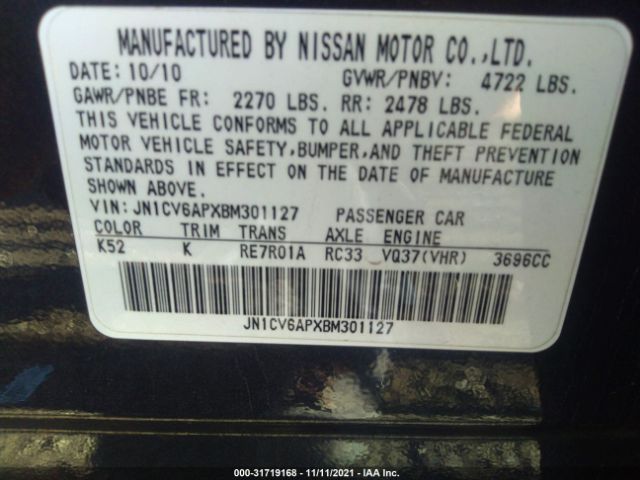 MANUFACTURED BY NISSAN MOTOR CO.,LTD.
DATE: 10/10 GVWR/PNBV: 4722 LBS.
GAWR/PNBE FR: 2270 LBS. RR: 2478 LBS.
THIS VEHICLE CONFORMS TO ALL APPLICABLE FEDERAL
MOTOR VEHICLE SAFETY,BUMPER,AND THEFT PREVENTION
STANDARDS IN EFFECT ON THE DATE OF MANUFACTURE
SHOWN ABOVE.
VIN: JN1CV6APXBM301127 PASSENGER CAR
COLOR TRIM TRANS AXLE ENGINE
K52 K RE7R01A RC33 VQ37(VHR) 3696CC
JN1CV6APXBM301127
000-31719168 - 11/11/2021 - IAA Inc.